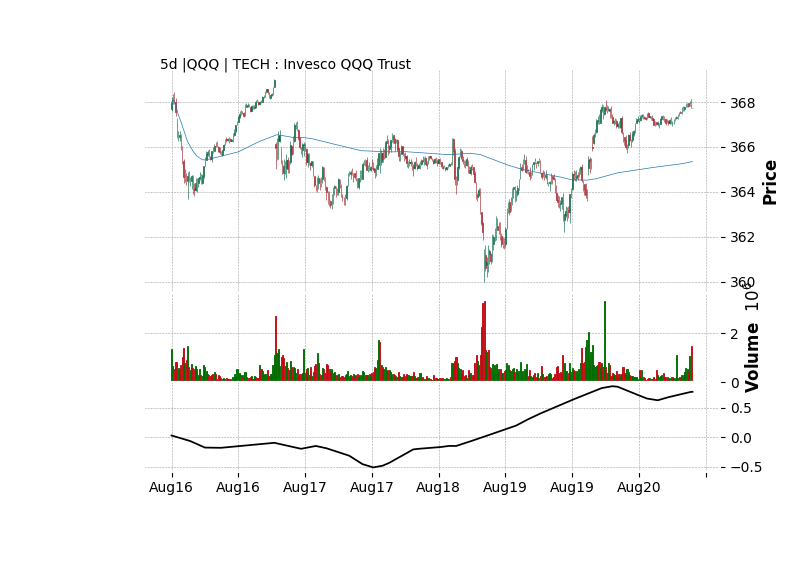 5d |QQQ | TECH : Invesco QQQ Trust
368
366
364
362
360
Price
2
0
Volume 10⁶
0.5
0.0
−0.5
Aug16
Aug16
Aug17
Aug17
Aug18
Aug19
Aug19
Aug20